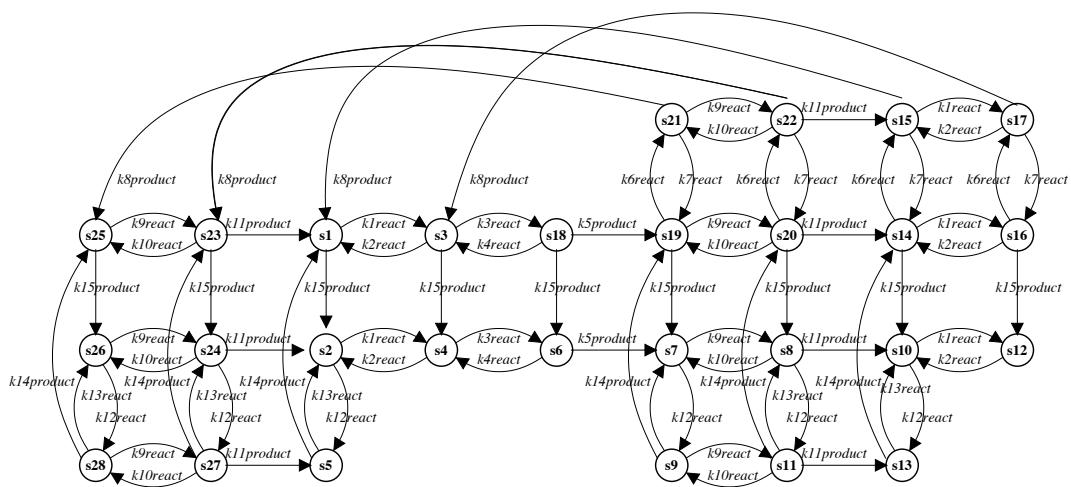 k9react
k11product
k1react
s21
s22
s15
s17
k10react
k2react
k8product
k8product
k8product
k8product
k6react
k7react
k6react
k7react
k6react
k7react
k6react
k7react
k9react
k11product
k1react
k3react
k5product
k9react
k11product
k1react
s25
s23
s1
s3
s18
s19
s20
s14
s16
k10react
k2react
k4react
k10react
k2react
k15product
k15product
k15product
k15product
k15product
k15product
k15product
k15product
k15product
k9react
k11product
k1react
k3react
k5product
k9react
k11product
k1react
s26
s24
s2
s4
s6
s7
s8
s10
s12
k10react
k2react
k4react
k10react
k2react
k14product
k14product
k14product
k14product
k14product
k14product
k13react
k13react
k13react
k13react
k13react
k12react
k12react
k12react
k12react
k12react
k12react
k9react
k11product
k9react
k11product
s28
s27
s5
s9
s11
s13
k10react
k10react